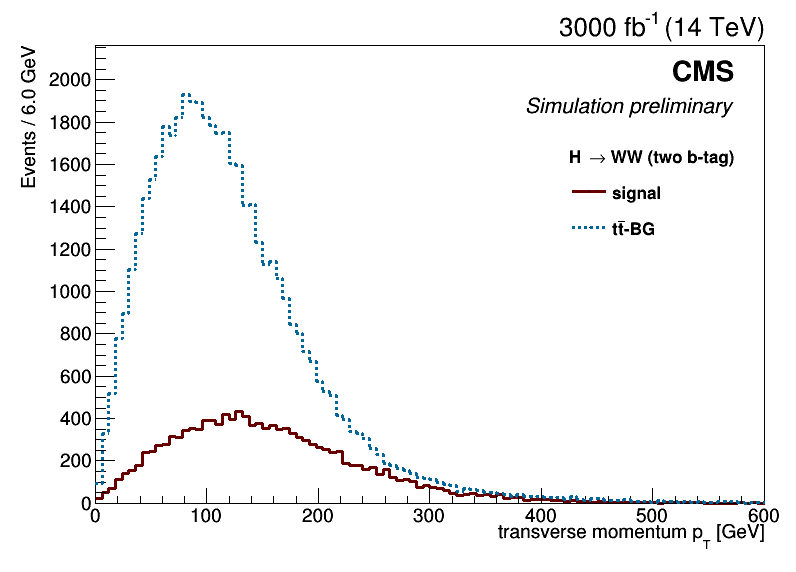 3000 fb⁻¹ (14 TeV)
CMS
Simulation preliminary
H → WW (two b-tag)
signal
tt̄-BG
Events / 6.0 GeV
2000
1800
1600
1400
1200
1000
800
600
400
200
0
0 100 200 300 400 500 600
transverse momentum p_T [GeV]